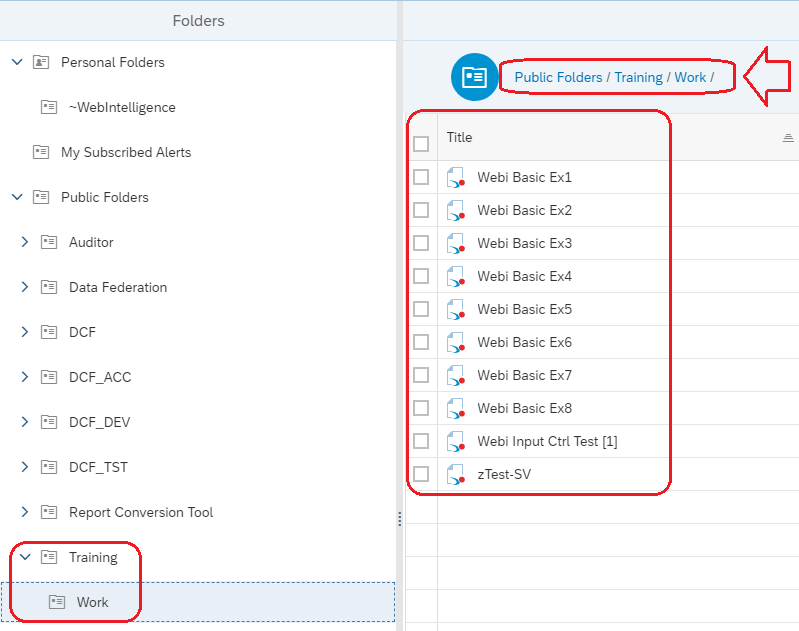 Folders
Personal Folders
~WebIntelligence
My Subscribed Alerts
Public Folders
Auditor
Data Federation
DCF
DCF_ACC
DCF_DEV
DCF_TST
Report Conversion Tool
Training
Work
Public Folders / Training / Work /
Title
Webi Basic Ex1
Webi Basic Ex2
Webi Basic Ex3
Webi Basic Ex4
Webi Basic Ex5
Webi Basic Ex6
Webi Basic Ex7
Webi Basic Ex8
Webi Input Ctrl Test [1]
zTest-SV